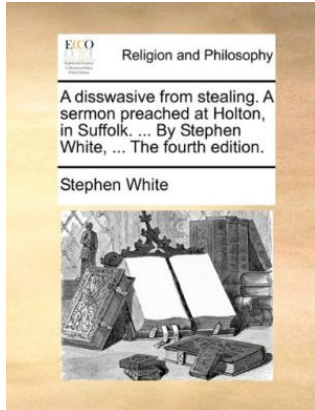 ECCO
Religion and Philosophy
A disswasive from stealing. A
sermon preached at Holton,
in Suffolk. ... By Stephen
White, ... The fourth edition.
Stephen White